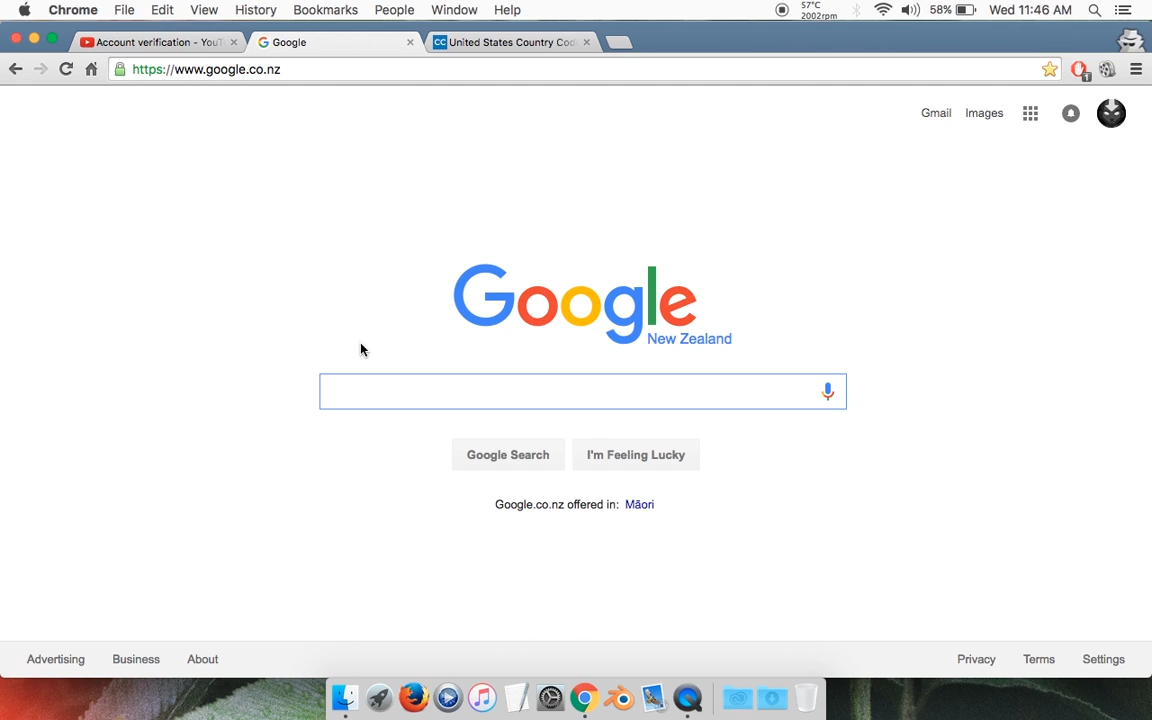 Chrome File Edit View History Bookmarks People Window Help 57°C 2002rpm 58% Wed 11:46 AM
Account verification - YouT Google CC United States Country Cod
https://www.google.co.nz 1
Gmail Images
Google
New Zealand
Google Search I'm Feeling Lucky
Google.co.nz offered in: Māori
Advertising Business About Privacy Terms Settings